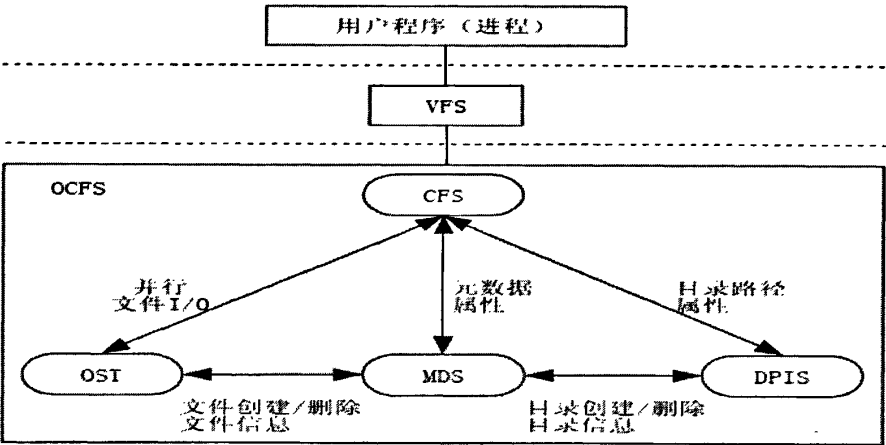 用户程序（进程）
VFS
OCFS
CFS
并行
文件I/O
元数据
属性
目录路径
属性
OST
MDS
DPIS
文件创建/删除
文件信息
目录创建/删除
目录信息